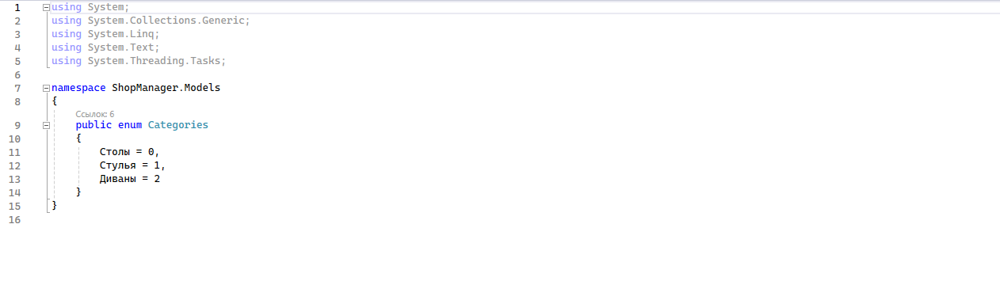 1 using System;
2 using System.Collections.Generic;
3 using System.Linq;
4 using System.Text;
5 using System.Threading.Tasks;
6
7 namespace ShopManager.Models
8 {
Ссылок: 6
9 public enum Categories
10 {
11 Столы = 0,
12 Стулья = 1,
13 Диваны = 2
14 }
15 }
16